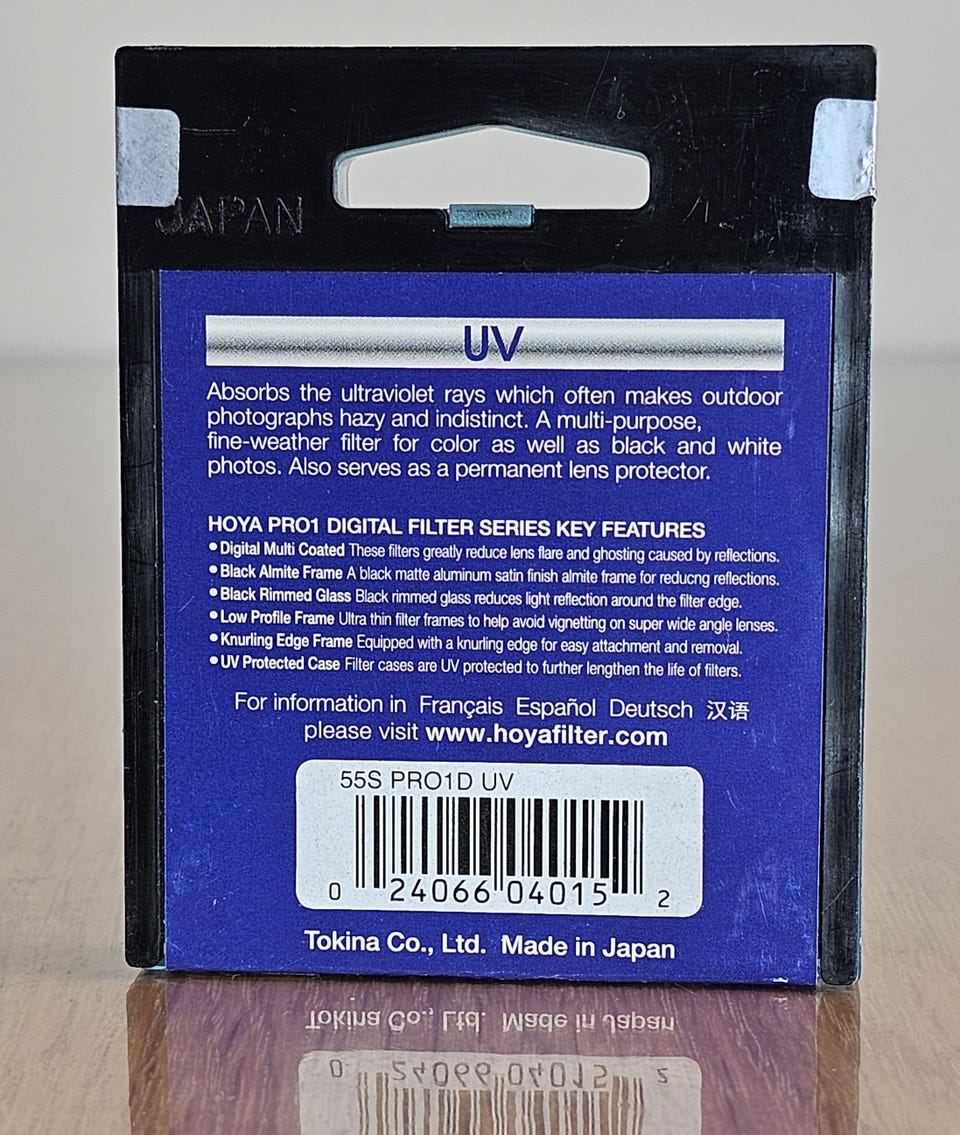 JAPAN
UV
Absorbs the ultraviolet rays which often makes outdoor
photographs hazy and indistinct. A multi-purpose,
fine-weather filter for color as well as black and white
photos. Also serves as a permanent lens protector.
HOYA PRO1 DIGITAL FILTER SERIES KEY FEATURES
•Digital Multi Coated These filters greatly reduce lens flare and ghosting caused by reflections.
•Black Almite Frame A black matte aluminum satin finish almite frame for reducng reflections.
•Black Rimmed Glass Black rimmed glass reduces light reflection around the filter edge.
•Low Profile Frame Ultra thin filter frames to help avoid vignetting on super wide angle lenses.
•Knurling Edge Frame Equipped with a knurling edge for easy attachment and removal.
•UV Protected Case Filter cases are UV protected to further lengthen the life of filters.
For information in Français Español Deutsch 汉语
please visit www.hoyafilter.com
55S PRO1D UV
0 24066 04015 2
Tokina Co., Ltd. Made in Japan